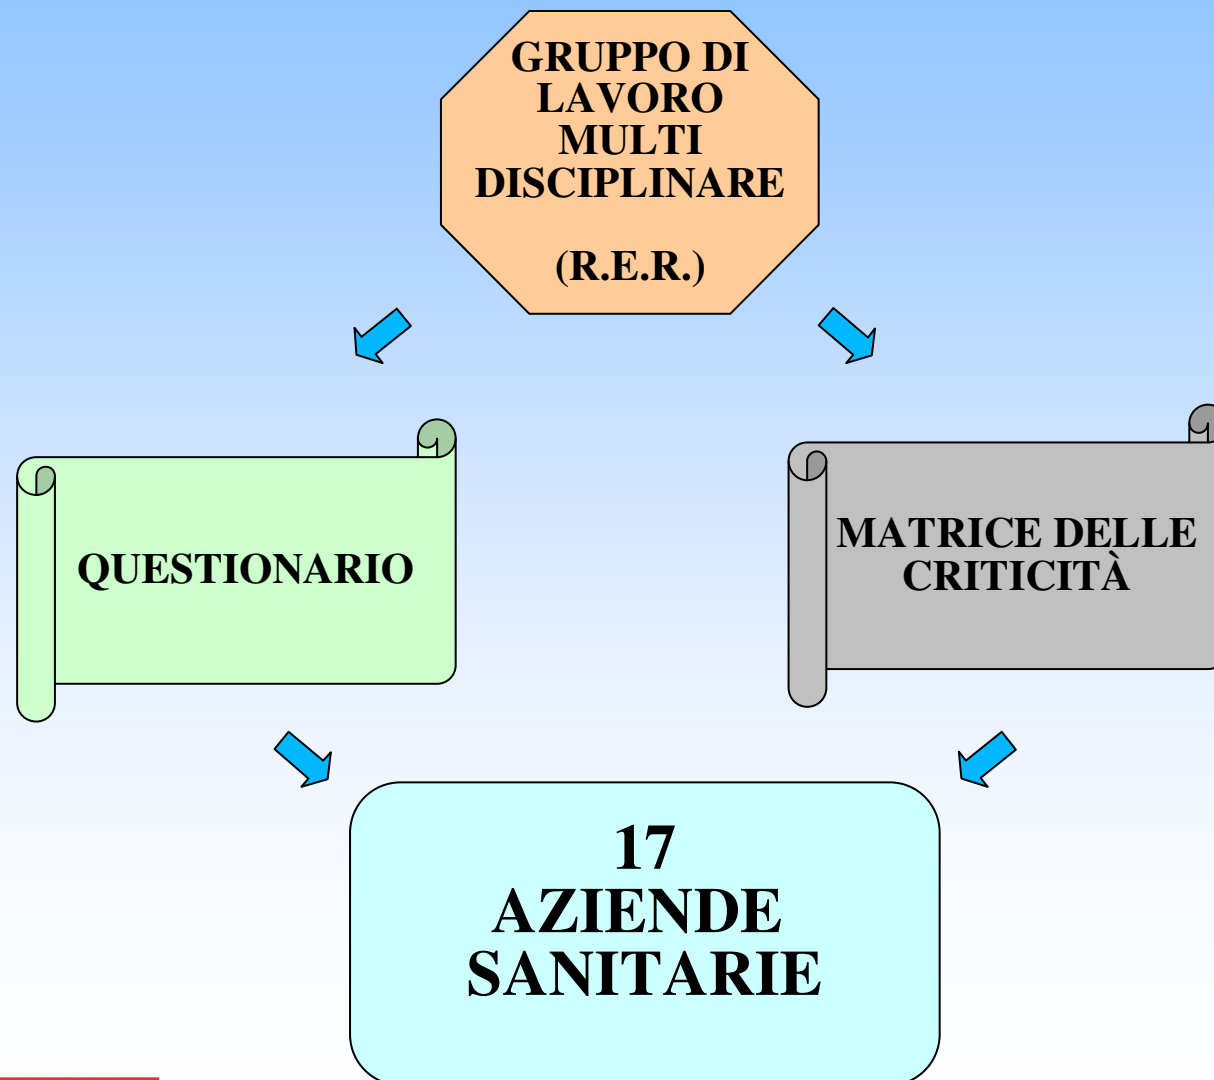 GRUPPO DI
LAVORO
MULTI
DISCIPLINARE
(R.E.R.)
QUESTIONARIO
MATRICE DELLE
CRITICITÀ
17
AZIENDE
SANITARIE